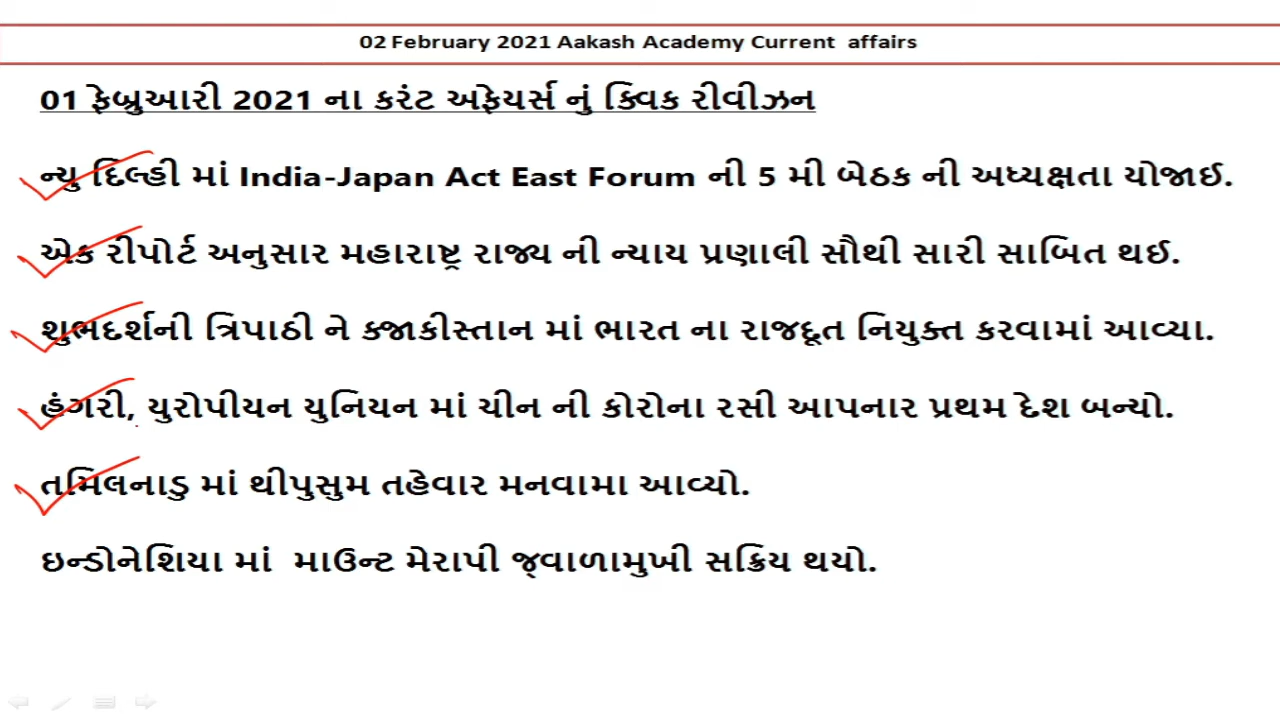 02 February 2021 Aakash Academy Current affairs
01 ફેબ્રુઆરી 2021 ના કરંટ અફેયર્સ નું ક્વિક રીવીઝન
ન્યુ દિલ્હી માં India-Japan Act East Forum ની 5 મી બેઠક ની અધ્યક્ષતા યોજાઈ.
એક રીપોર્ટ અનુસાર મહારાષ્ટ્ર રાજ્ય ની ન્યાય પ્રણાલી સૌથી સારી સાબિત થઈ.
શુભદર્શની ત્રિપાઠી ને ક્જાકીસ્તાન માં ભારત ના રાજદૂત નિયુક્ત કરવામાં આવ્યા.
હંગરી, યુરોપીયન યુનિયન માં ચીન ની કોરોના રસી આપનાર પ્રથમ દેશ બન્યો.
તમિલનાડુ માં થીપુસુમ તહેવાર મનવામા આવ્યો.
ઇન્ડોનેશિયા માં માઉન્ટ મેરાપી જ્વાળામુખી સક્રિય થયો.